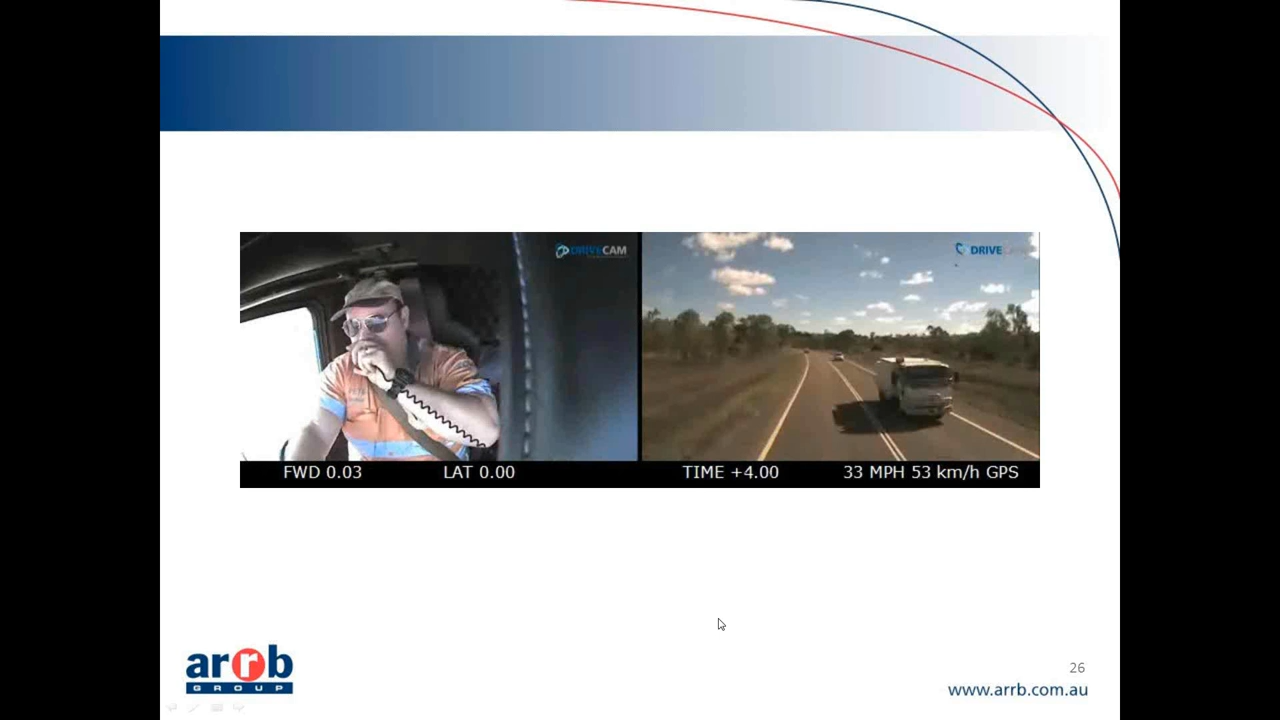 DRIVECAM
DRIVE
FWD 0.03 LAT 0.00 TIME +4.00 33 MPH 53 km/h GPS
arrb
GROUP
26
www.arrb.com.au